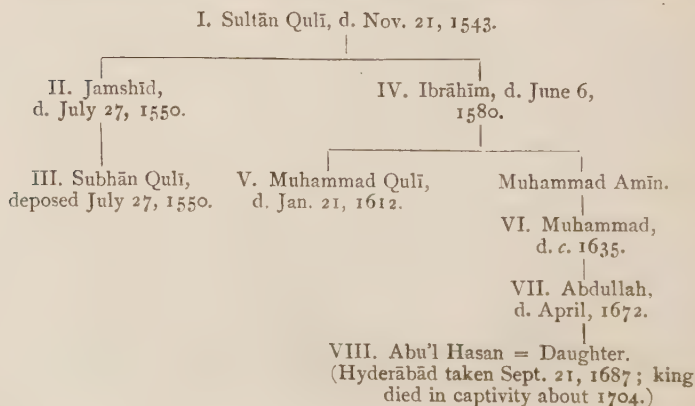 I. Sultān Qulī, d. Nov. 21, 1543.
II. Jamshīd,
d. July 27, 1550.
IV. Ibrāhīm, d. June 6,
1580.
III. Subhān Qulī,
deposed July 27, 1550.
V. Muhammad Qulī,
d. Jan. 21, 1612.
Muhammad Amīn.
VI. Muhammad,
d. c. 1635.
VII. Abdullah,
d. April, 1672.
VIII. Abu'l Hasan = Daughter.
(Hyderābād taken Sept. 21, 1687 ; king
died in captivity about 1704.)